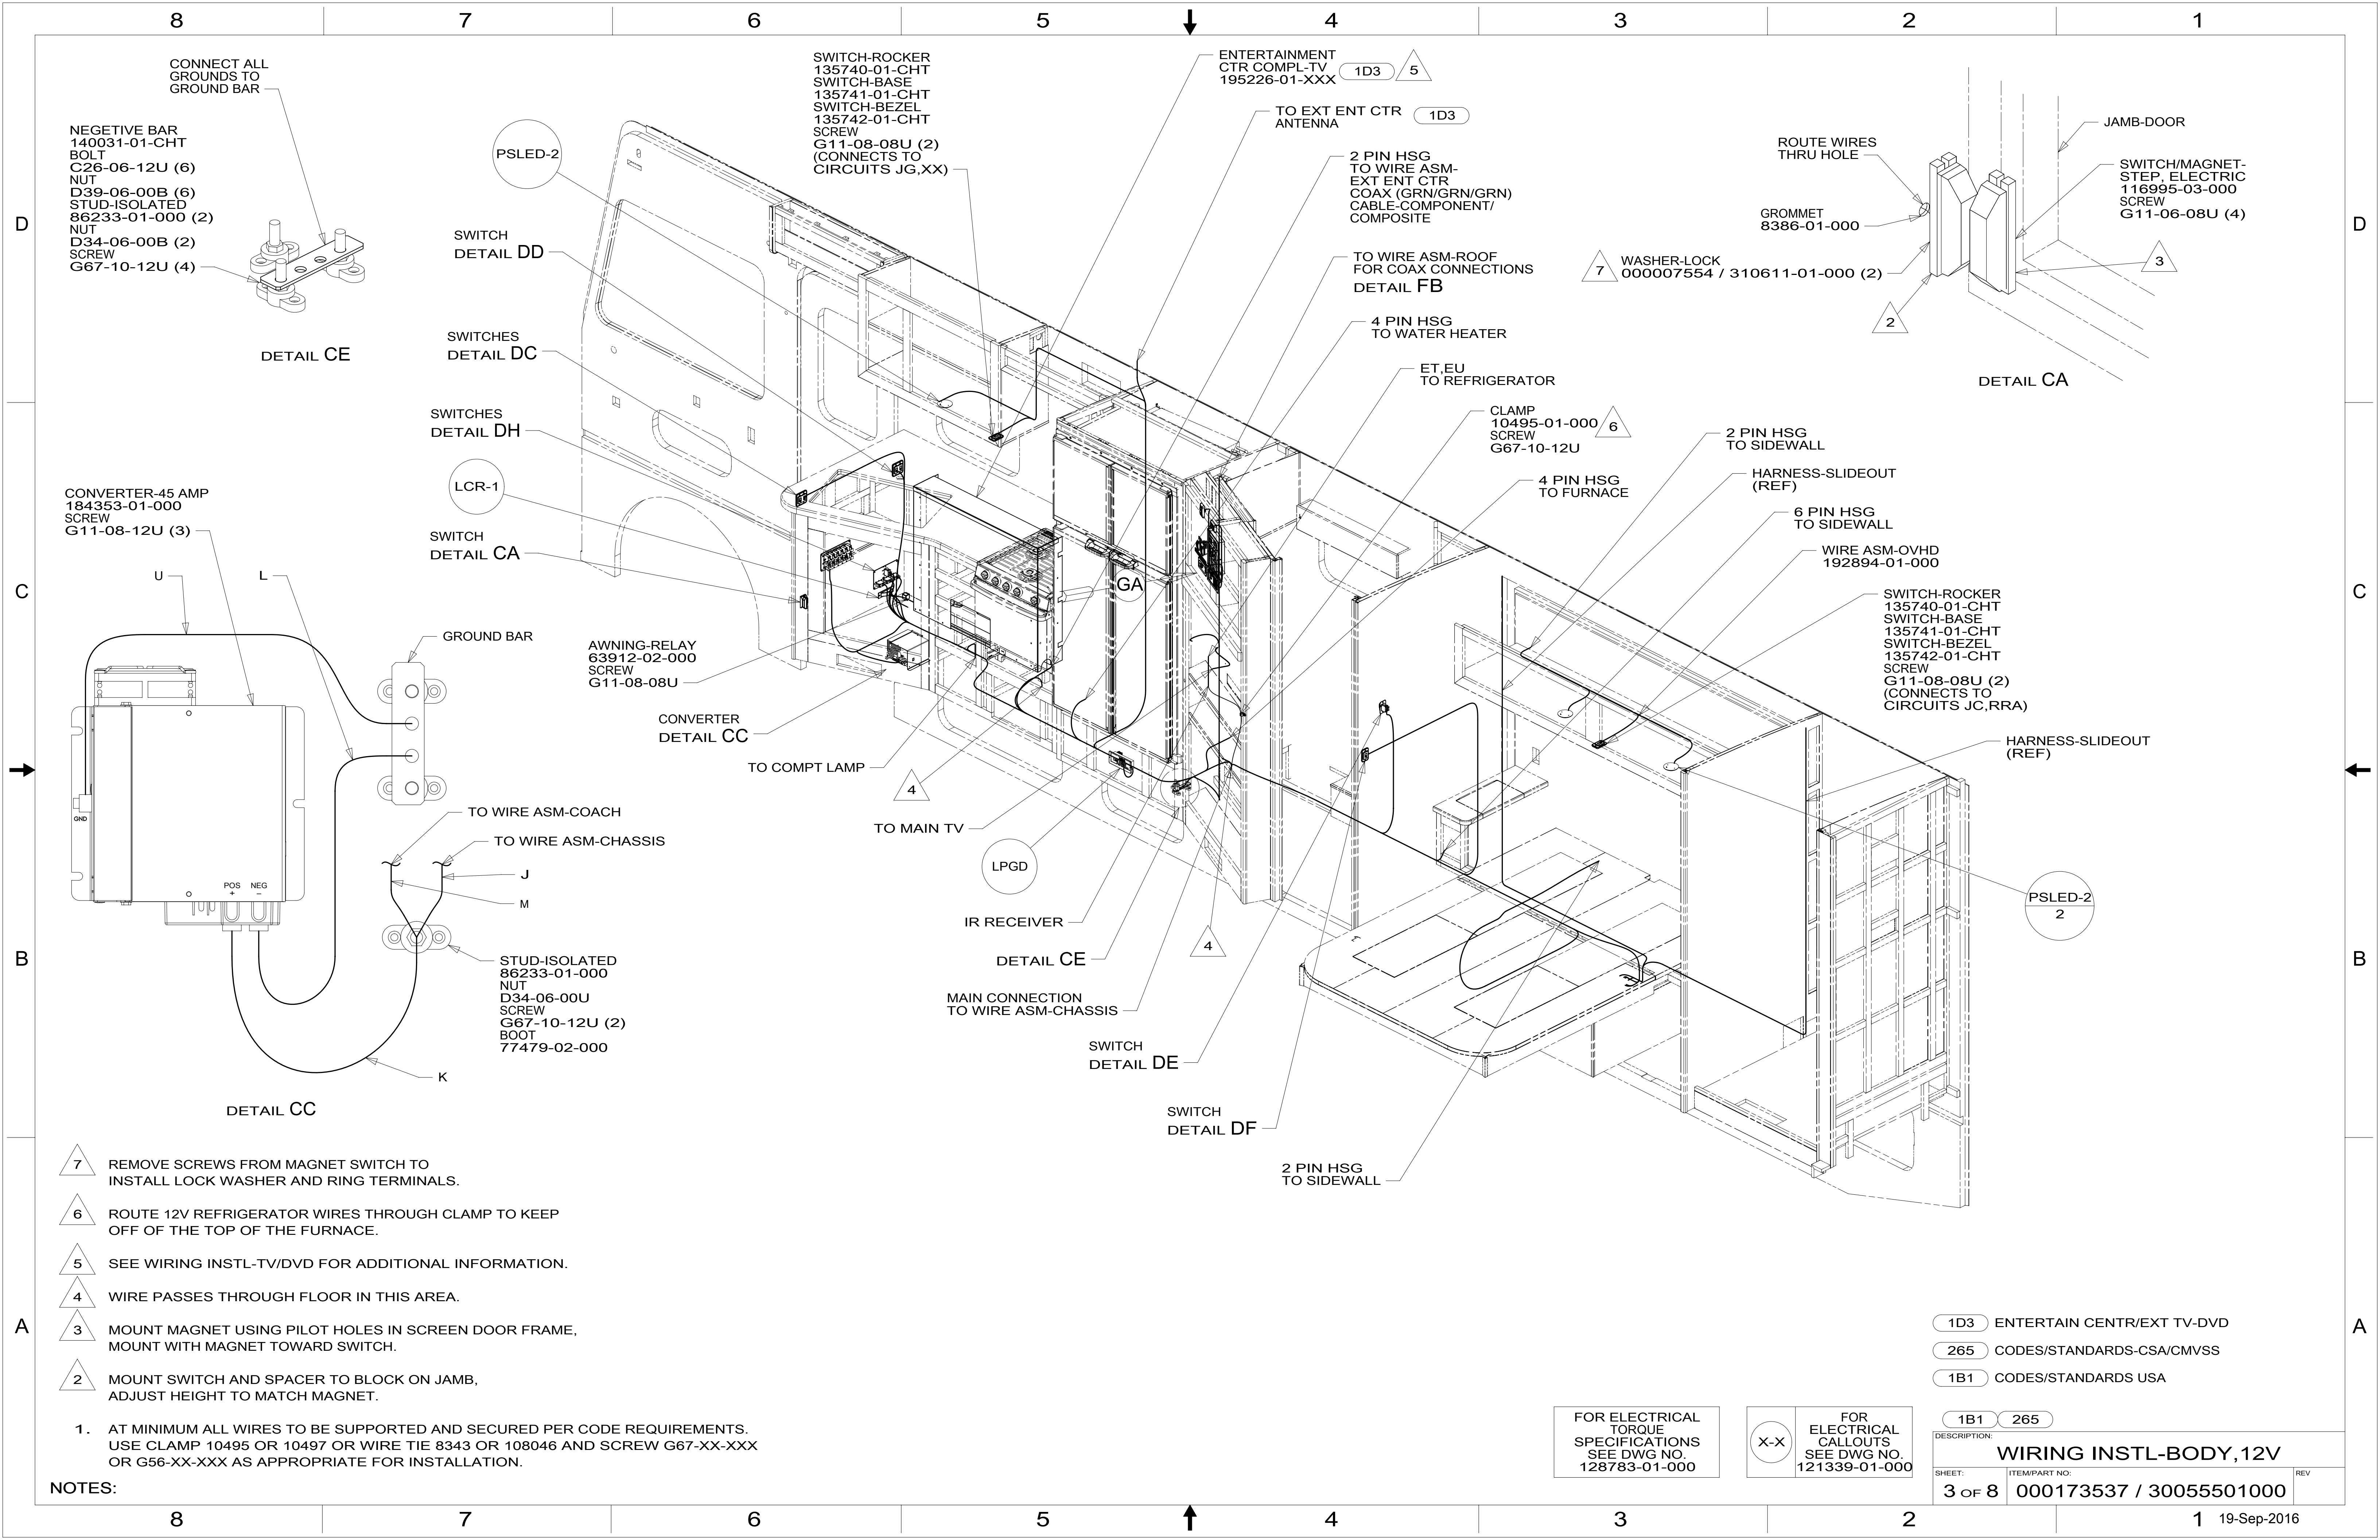 8 7 6 5 4 3 2 1
CONNECT ALL
GROUNDS TO
GROUND BAR
NEGETIVE BAR
140031-01-CHT
BOLT
C26-06-12U (6)
NUT
D39-06-00B (6)
STUD-ISOLATED
86233-01-000 (2)
NUT
D34-06-00B (2)
SCREW
G67-10-12U (4)
DETAIL CE
PSLED-2
SWITCH
DETAIL DD
SWITCHES
DETAIL DC
SWITCHES
DETAIL DH
LCR-1
SWITCH
DETAIL CA
SWITCH-ROCKER
135740-01-CHT
SWITCH-BASE
135741-01-CHT
SWITCH-BEZEL
135742-01-CHT
SCREW
G11-08-08U (2)
(CONNECTS TO
CIRCUITS JG,XX)
ENTERTAINMENT
CTR COMPL-TV
195226-01-XXX
1D3
5
TO EXT ENT CTR
ANTENNA
1D3
2 PIN HSG
TO WIRE ASM-
EXT ENT CTR
COAX (GRN/GRN/GRN)
CABLE-COMPONENT/
COMPOSITE
TO WIRE ASM-ROOF
FOR COAX CONNECTIONS
DETAIL FB
4 PIN HSG
TO WATER HEATER
ET,EU
TO REFRIGERATOR
CLAMP
10495-01-000
SCREW
G67-10-12U
6
4 PIN HSG
TO FURNACE
ROUTE WIRES
THRU HOLE
GROMMET
8386-01-000
7
WASHER-LOCK
000007554 / 310611-01-000 (2)
2
JAMB-DOOR
SWITCH/MAGNET-
STEP, ELECTRIC
116995-03-000
SCREW
G11-06-08U (4)
3
DETAIL CA
2 PIN HSG
TO SIDEWALL
HARNESS-SLIDEOUT
(REF)
6 PIN HSG
TO SIDEWALL
WIRE ASM-OVHD
192894-01-000
SWITCH-ROCKER
135740-01-CHT
SWITCH-BASE
135741-01-CHT
SWITCH-BEZEL
135742-01-CHT
SCREW
G11-08-08U (2)
(CONNECTS TO
CIRCUITS JC,RRA)
HARNESS-SLIDEOUT
(REF)
PSLED-2
2
CONVERTER-45 AMP
184353-01-000
SCREW
G11-08-12U (3)
U
L
GROUND BAR
GND
POS
+
NEG
–
TO WIRE ASM-COACH
TO WIRE ASM-CHASSIS
J
M
STUD-ISOLATED
86233-01-000
NUT
D34-06-00U
SCREW
G67-10-12U (2)
BOOT
77479-02-000
K
DETAIL CC
AWNING-RELAY
63912-02-000
SCREW
G11-08-08U
CONVERTER
DETAIL CC
TO COMPT LAMP
4
GA
TO MAIN TV
LPGD
IR RECEIVER
DETAIL CE
4
MAIN CONNECTION
TO WIRE ASM-CHASSIS
SWITCH
DETAIL DE
SWITCH
DETAIL DF
2 PIN HSG
TO SIDEWALL
D
C
B
A
D
C
B
A
7 REMOVE SCREWS FROM MAGNET SWITCH TO
INSTALL LOCK WASHER AND RING TERMINALS.
6 ROUTE 12V REFRIGERATOR WIRES THROUGH CLAMP TO KEEP
OFF OF THE TOP OF THE FURNACE.
5 SEE WIRING INSTL-TV/DVD FOR ADDITIONAL INFORMATION.
4 WIRE PASSES THROUGH FLOOR IN THIS AREA.
3 MOUNT MAGNET USING PILOT HOLES IN SCREEN DOOR FRAME,
MOUNT WITH MAGNET TOWARD SWITCH.
2 MOUNT SWITCH AND SPACER TO BLOCK ON JAMB,
ADJUST HEIGHT TO MATCH MAGNET.
1. AT MINIMUM ALL WIRES TO BE SUPPORTED AND SECURED PER CODE REQUIREMENTS.
USE CLAMP 10495 OR 10497 OR WIRE TIE 8343 OR 108046 AND SCREW G67-XX-XXX
OR G56-XX-XXX AS APPROPRIATE FOR INSTALLATION.
NOTES:
FOR ELECTRICAL
TORQUE
SPECIFICATIONS
SEE DWG NO.
128783-01-000
X-X
FOR
ELECTRICAL
CALLOUTS
SEE DWG NO.
121339-01-000
1D3 ENTERTAIN CENTR/EXT TV-DVD
265 CODES/STANDARDS-CSA/CMVSS
1B1 CODES/STANDARDS USA
1B1 265
DESCRIPTION:
WIRING INSTL-BODY,12V
SHEET:
3 OF 8
ITEM/PART NO:
000173537 / 30055501000
REV
8 7 6 5 4 3 2 1
19-Sep-2016